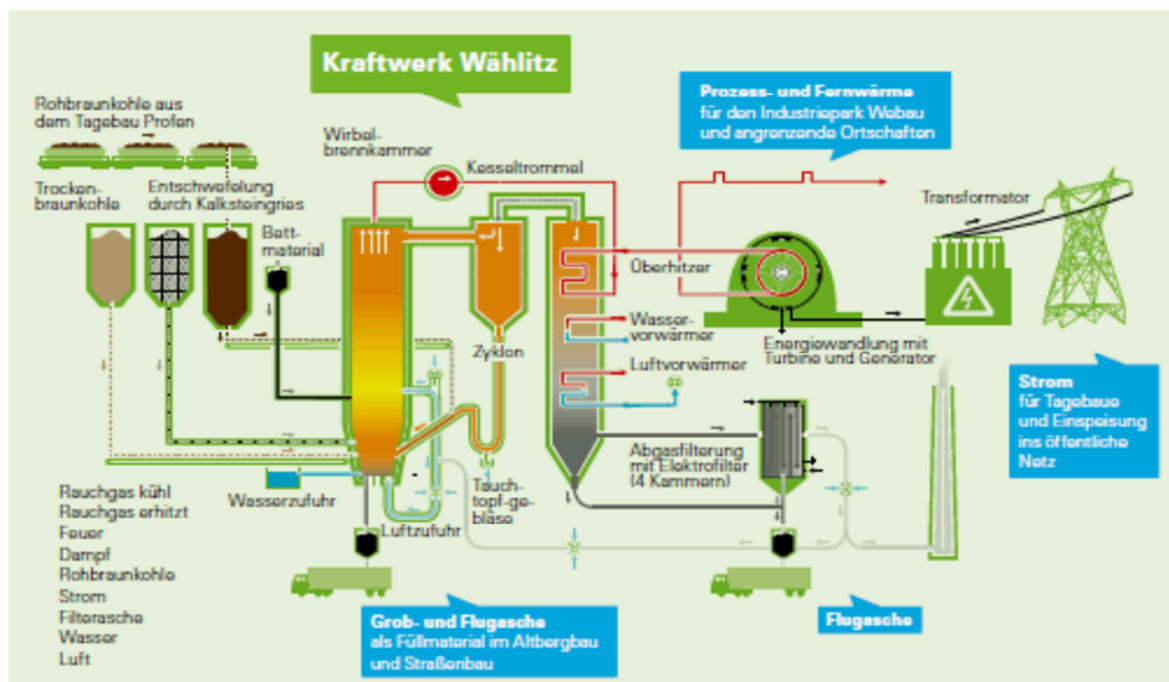 Kraftwerk Wählitz
Rohbraunkohle aus
dem Tagebau Profen
Trocken-
braunkohle
Entschwefelung
durch Kalksteingries
Bett-
material
Wirbel-
brennkammer
Kesseltrommel
Prozess- und Fernwärme
für den Industriepark Webau
und angrenzende Ortschaften
Transformator
Überhitzer
Wasser-
vorwärmer
Luftvorwärmer
Zyklon
Energiewandlung mit
Turbine und Generator
Strom
für Tagebaue
und Einspeisung
ins öffentliche
Netz
Abgasfilterung
mit Elektrofilter
(4 Kammern)
Wasserzufuhr
Luftzufuhr
Tauch-
topf-ge-
bläse
Rauchgas kühl
Rauchgas erhitzt
Feuer
Dampf
Rohbraunkohle
Strom
Filterasche
Wasser
Luft
Grob- und Flugasche
als Füllmaterial im Altbergbau
und Straßenbau
Flugasche